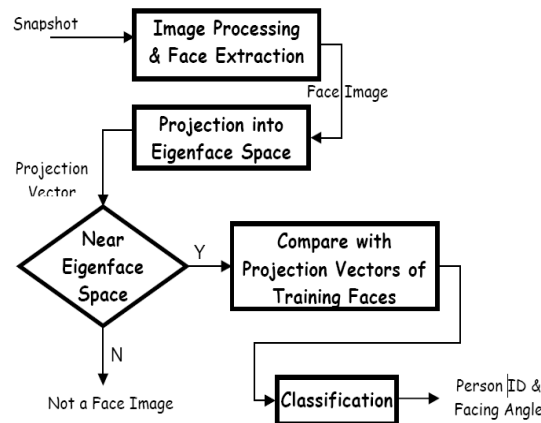 Snapshot
Image Processing
& Face Extraction
Face Image
Projection into
Eigenface Space
Projection
Vector
Near
Eigenface
Space
Y
Compare with
Projection Vectors of
Training Faces
N
Not a Face Image
Classification
Person ID &
Facing Angle